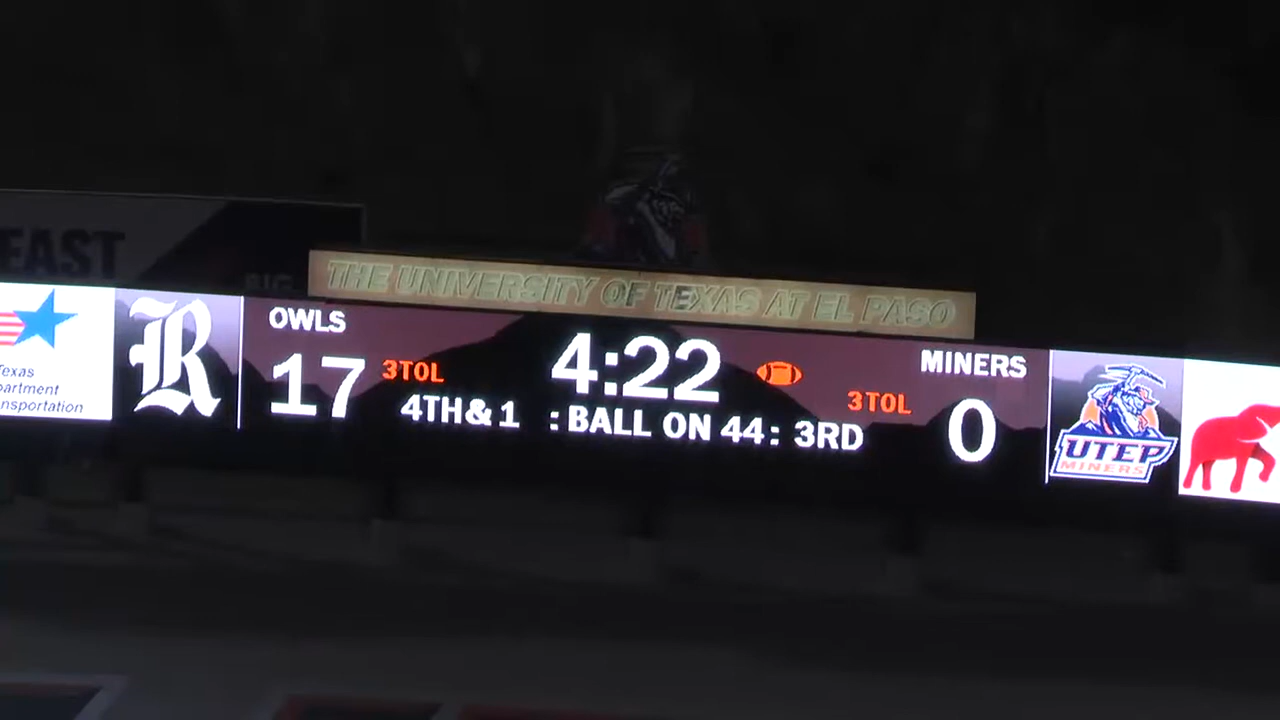 EAST
BIG
THE UNIVERSITY OF TEXAS AT EL PASO
Texas
partment
nsportation
R
OWLS
17 3TOL
4:22
4TH&1 : BALL ON 44: 3RD
MINERS
3TOL 0
UTEP
MINERS